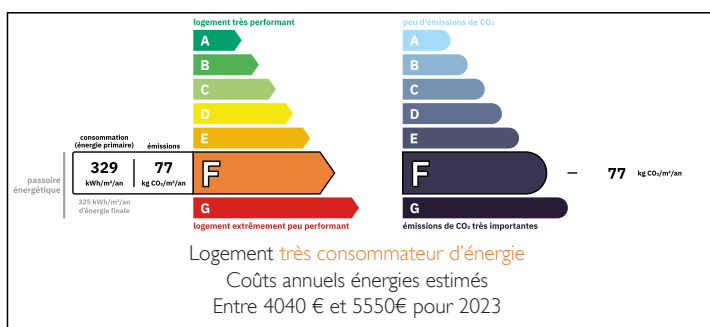 logement très performant
A
B
C
D
E
consommation
(énergie primaire)
émissions
329
kWh/m²/an
77
kg CO₂/m²/an
F
passoire
énergétique
325 kWh/m²/an
d'énergie finale
G
logement extrêmement peu performant
peu d'émissions de CO₂
A
B
C
D
E
F
77 kg CO₂/m²/an
G
émissions de CO₂ très importantes
Logement très consommateur d'énergie
Coûts annuels énergies estimés
Entre 4040 € et 5550€ pour 2023